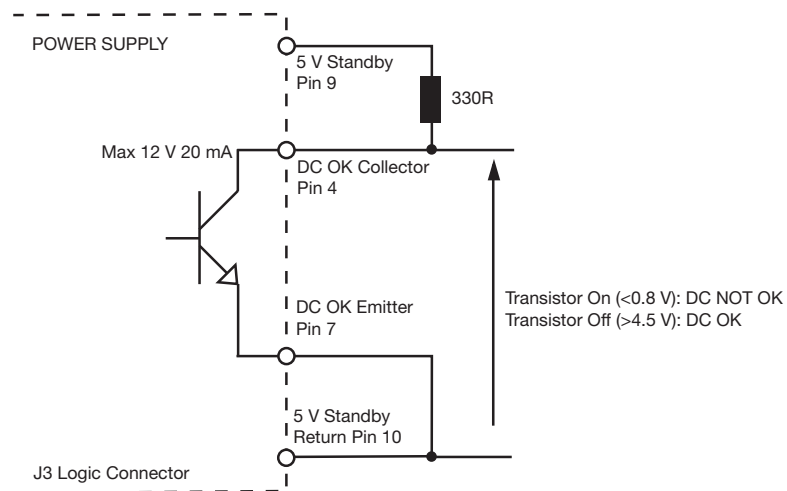 POWER SUPPLY
5 V Standby
Pin 9
330R
Max 12 V 20 mA
DC OK Collector
Pin 4
DC OK Emitter
Pin 7
Transistor On (<0.8 V): DC NOT OK
Transistor Off (>4.5 V): DC OK
5 V Standby
Return Pin 10
J3 Logic Connector